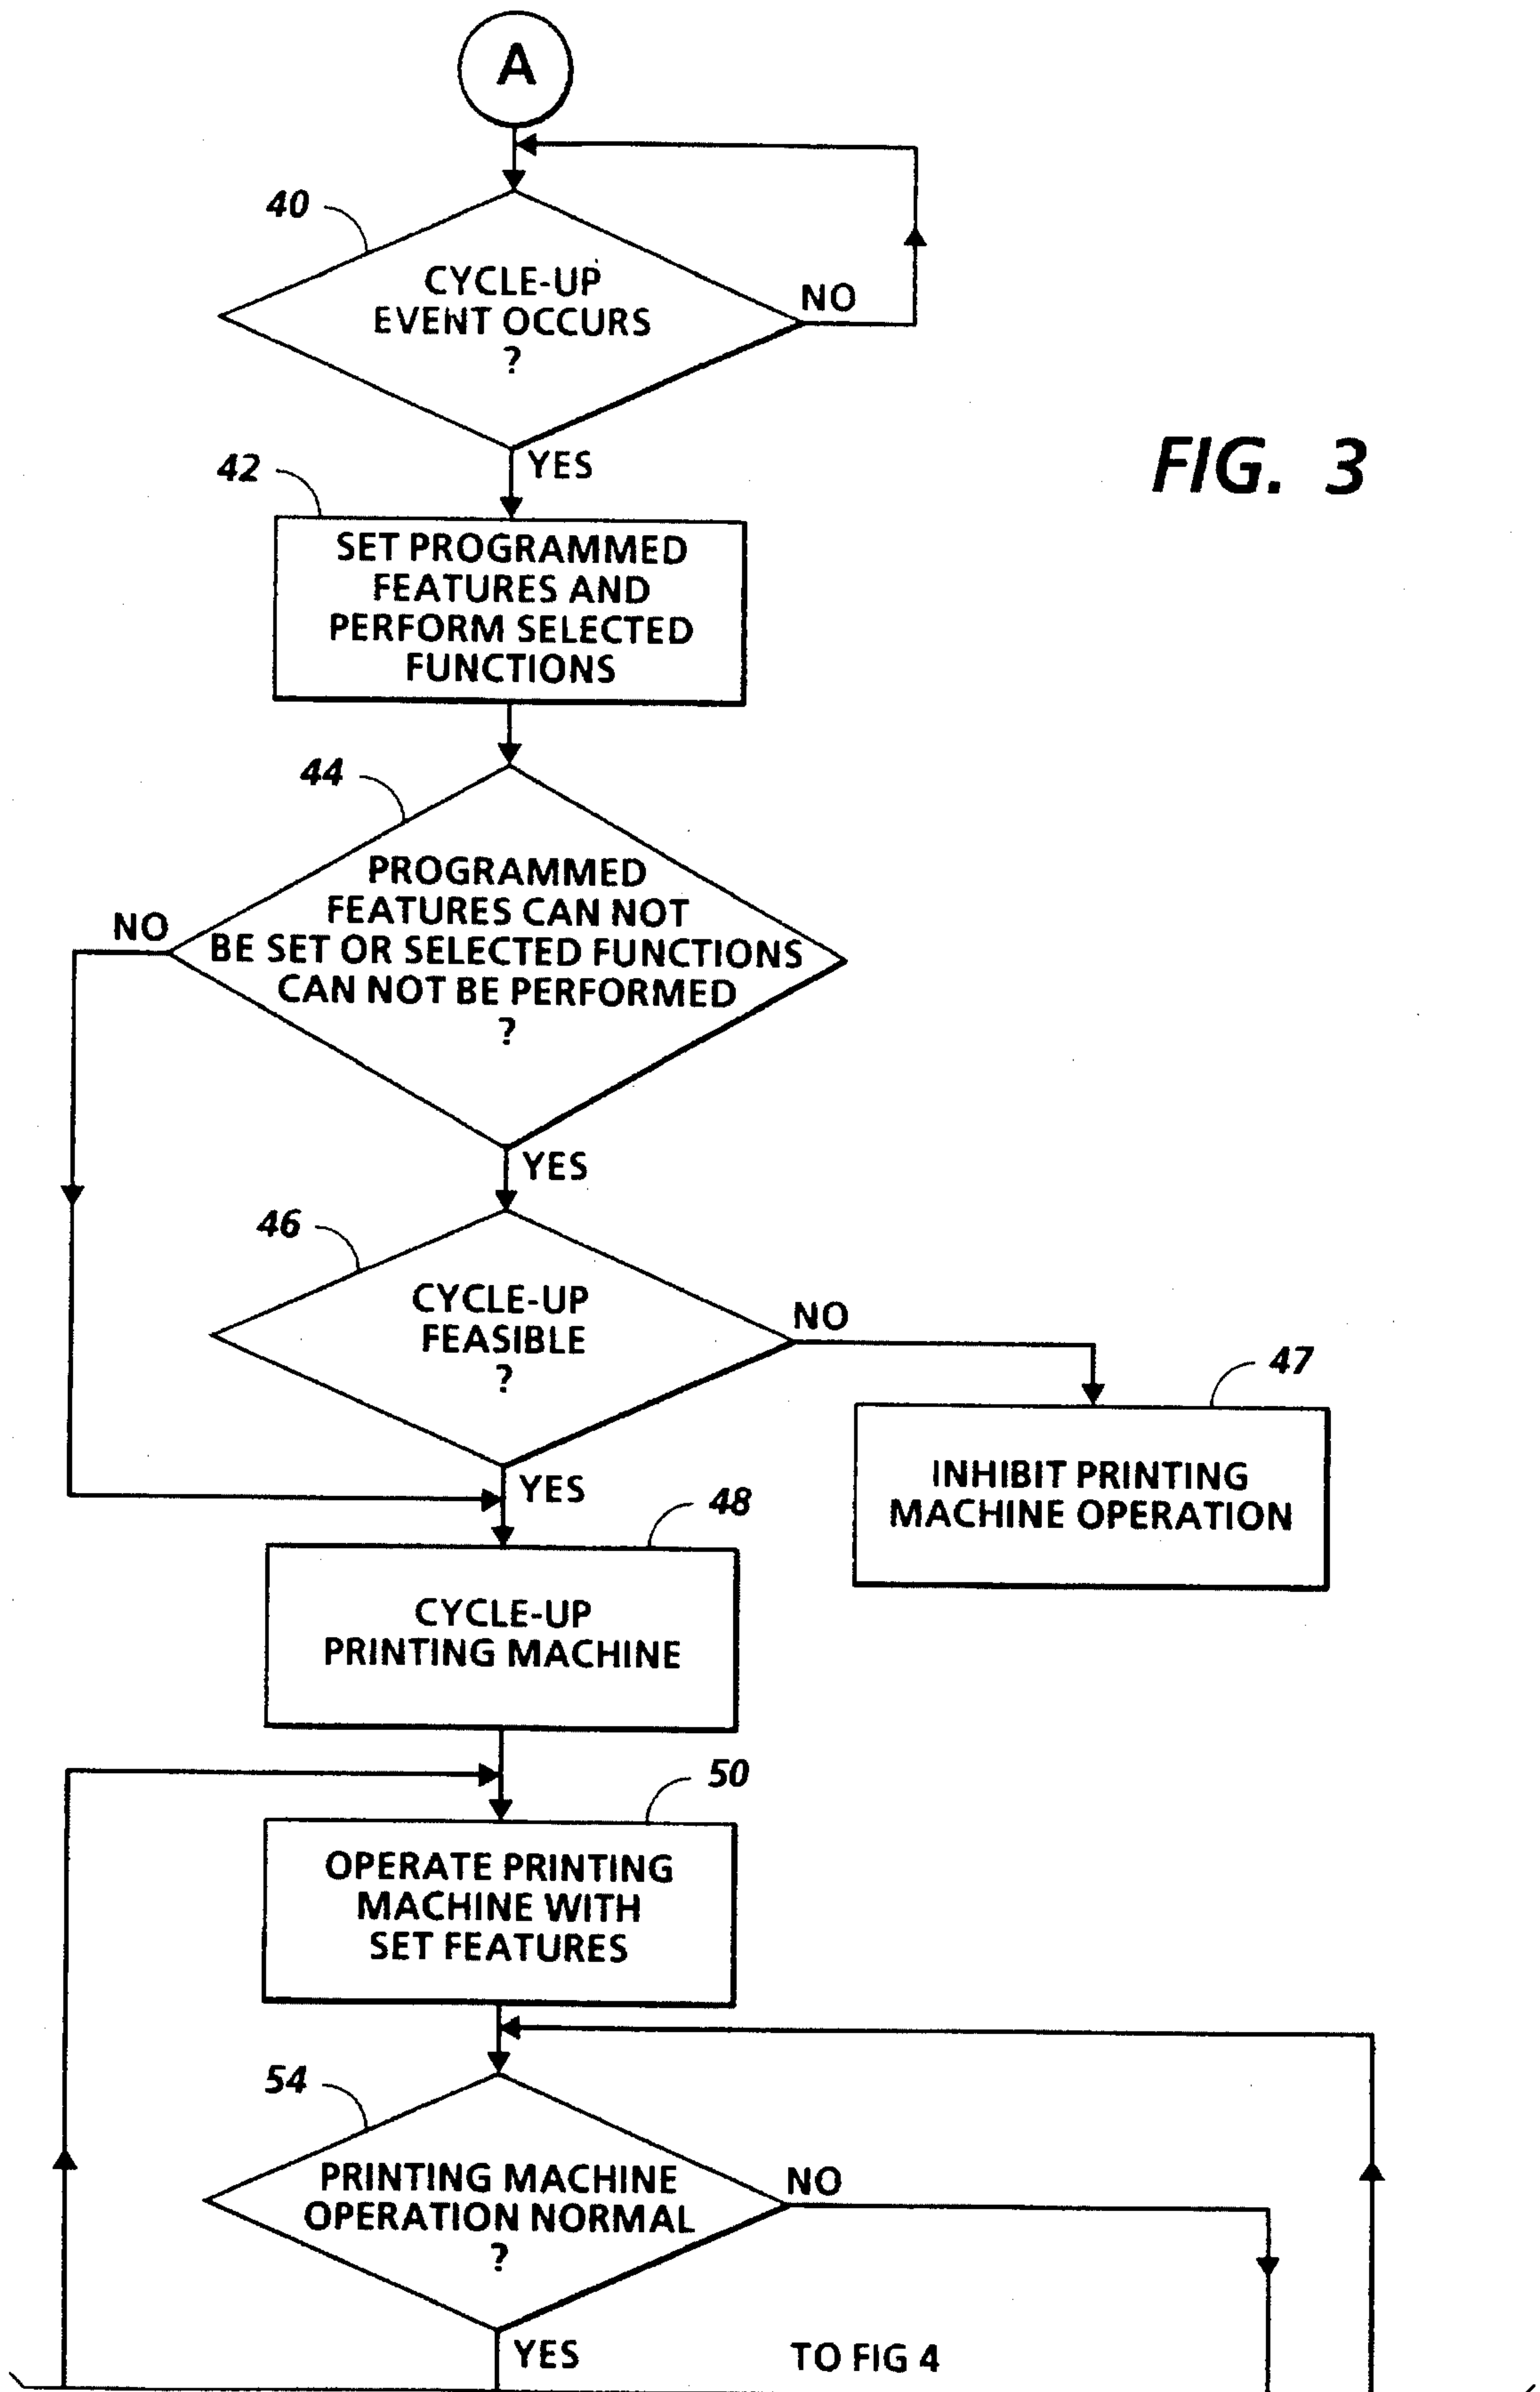 A
40
CYCLE-UP
EVENT OCCURS
?
NO
YES
FIG. 3
42
SET PROGRAMMED
FEATURES AND
PERFORM SELECTED
FUNCTIONS
44
PROGRAMMED
FEATURES CAN NOT
BE SET OR SELECTED FUNCTIONS
CAN NOT BE PERFORMED
?
NO
YES
46
CYCLE-UP
FEASIBLE
?
NO
YES
47
INHIBIT PRINTING
MACHINE OPERATION
48
CYCLE-UP
PRINTING MACHINE
50
OPERATE PRINTING
MACHINE WITH
SET FEATURES
54
PRINTING MACHINE
OPERATION NORMAL
?
NO
YES
TO FIG 4